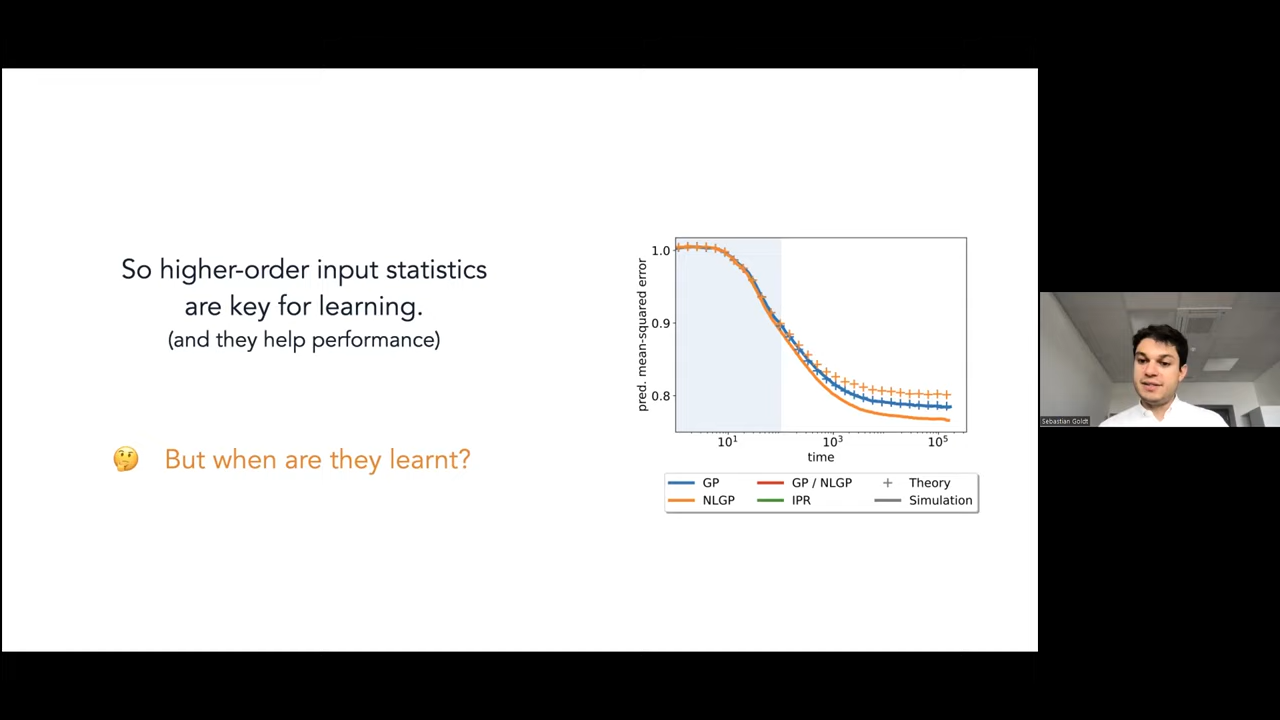 So higher-order input statistics
are key for learning.
(and they help performance)
🤔 But when are they learnt?
pred. mean-squared error
1.0
0.9
0.8
10¹ 10³ 10⁵
time
GP GP / NLGP + Theory
NLGP IPR Simulation
Sebastian Goldt